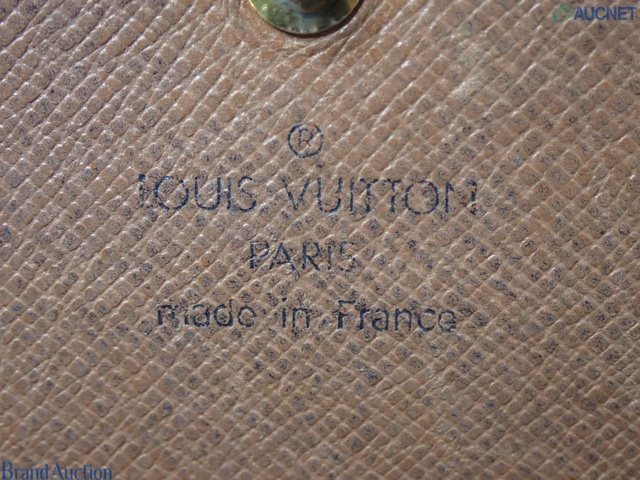 AUCNET
®
LOUIS VUITTON
PARIS
made in France
BrandAuction